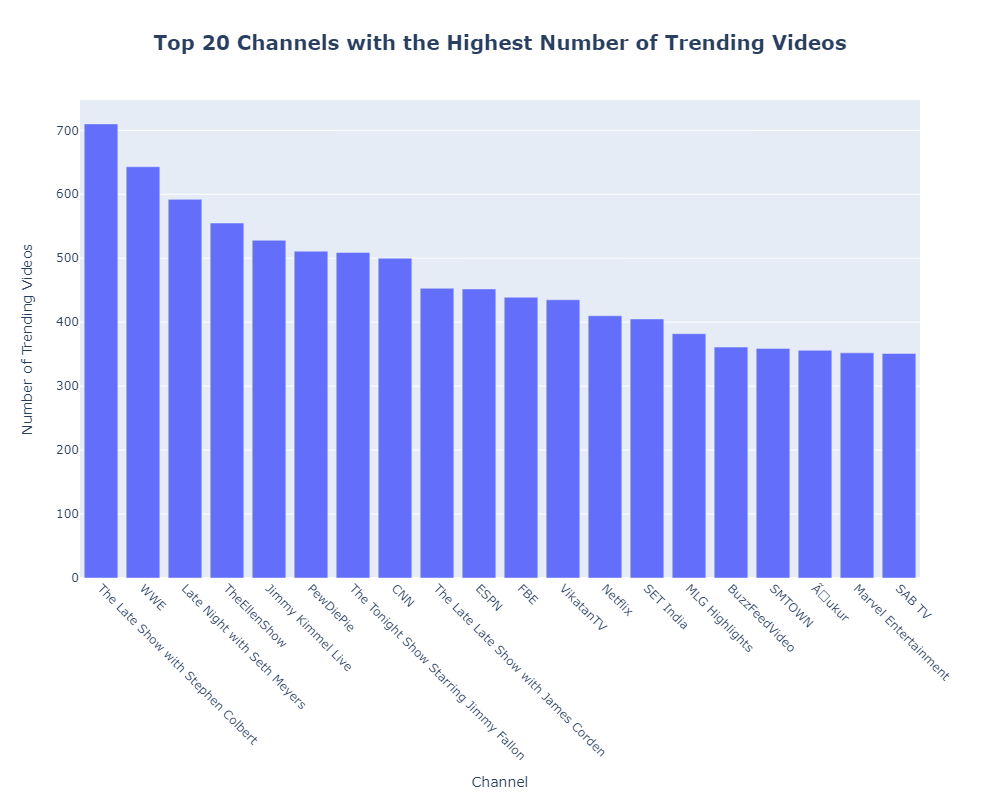 Top 20 Channels with the Highest Number of Trending Videos
Number of Trending Videos
700
600
500
400
300
200
100
0
The Late Show with Stephen Colbert
WWE
Late Night with Seth Meyers
TheEllenShow
Jimmy Kimmel Live
PewDiePie
The Tonight Show Starring Jimmy Fallon
CNN
The Late Late Show with James Corden
ESPN
FBE
VikatanTV
Netflix
SET India
MLG Highlights
BuzzFeedVideo
SMTOWN
Marvel Entertainment
SAB TV
Channel